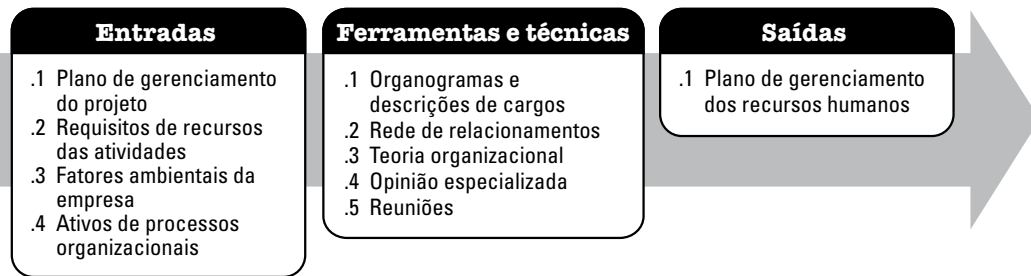 Entradas
.1 Plano de gerenciamento
do projeto
.2 Requisitos de recursos
das atividades
.3 Fatores ambientais da
empresa
.4 Ativos de processos
organizacionais
Ferramentas e técnicas
.1 Organogramas e
descrições de cargos
.2 Rede de relacionamentos
.3 Teoria organizacional
.4 Opinião especializada
.5 Reuniões
Saídas
.1 Plano de gerenciamento
dos recursos humanos